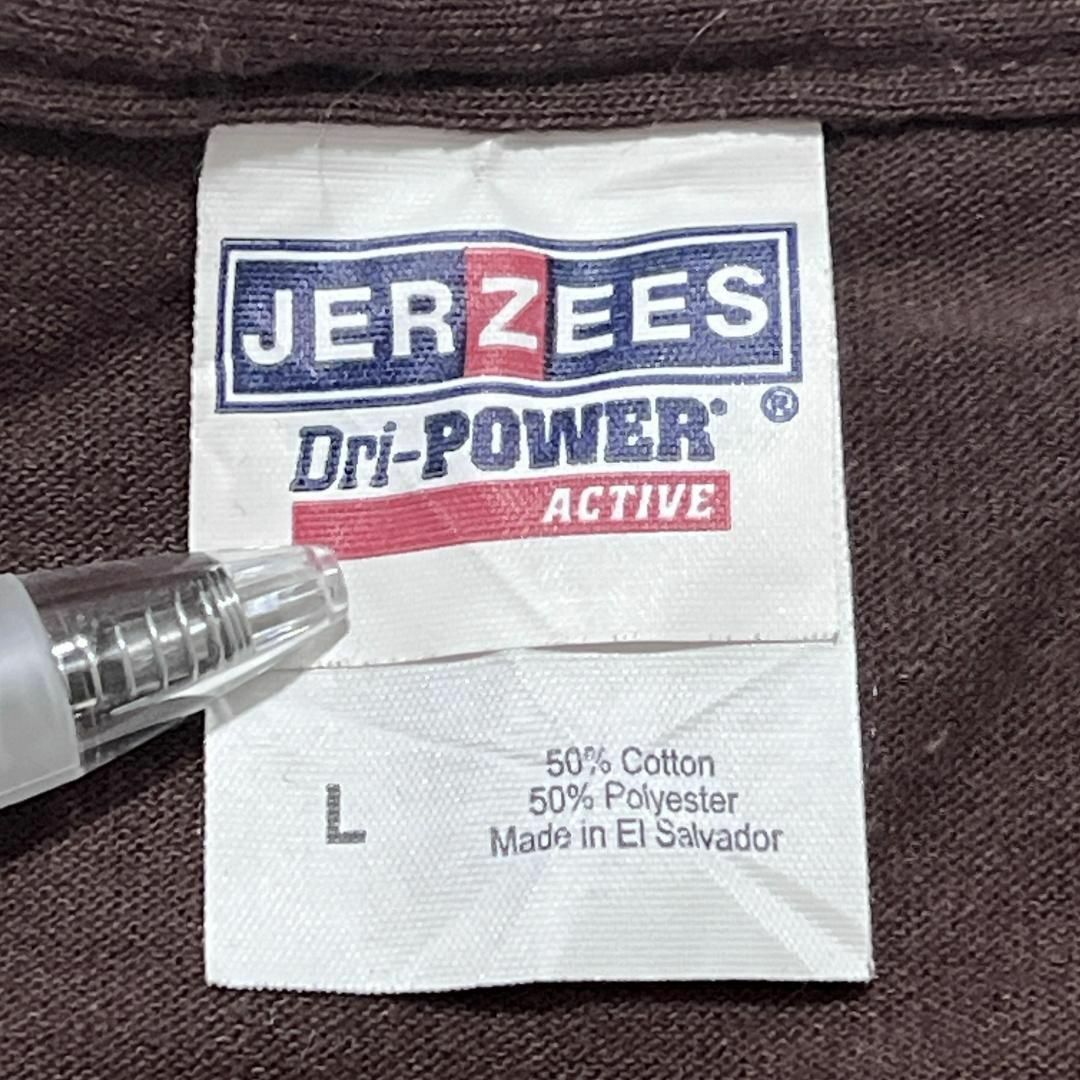 JERZEES
®
Dri-POWER®
ACTIVE
50% Cotton
50% Polyester
L
Made in El Salvador